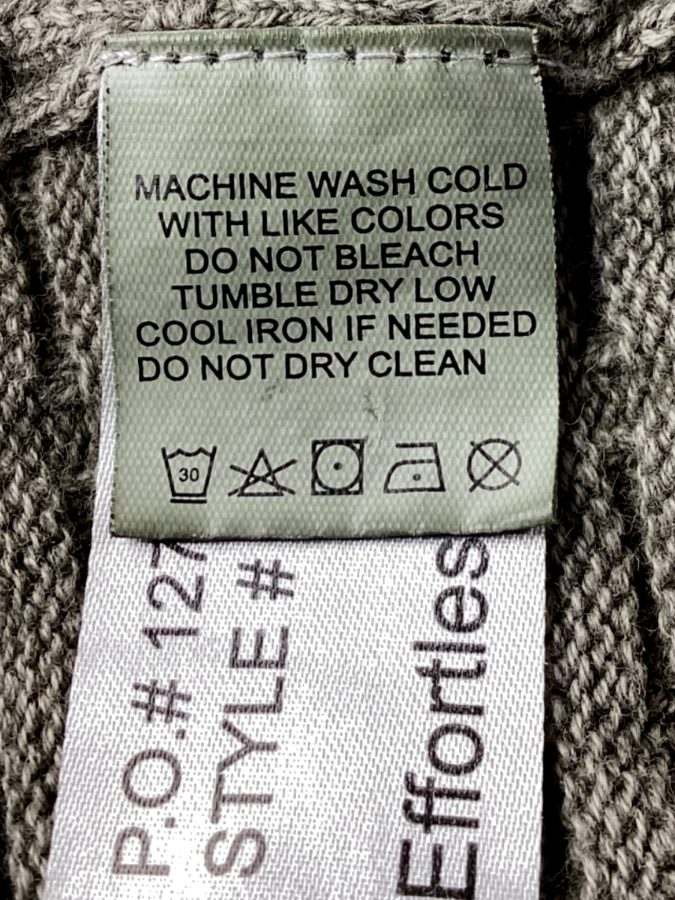 MACHINE WASH COLD
WITH LIKE COLORS
DO NOT BLEACH
TUMBLE DRY LOW
COOL IRON IF NEEDED
DO NOT DRY CLEAN
30
P.O.# 127
STYLE #
Effortles